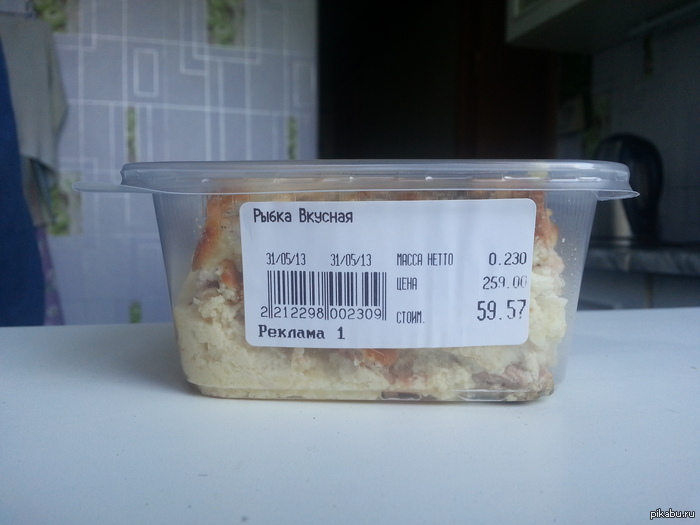 Рыбка Вкусная
31/05/13 31/05/13 МАССА НЕТТО 0.230
ЦЕНА 259.00
2 212298 002309
СТОИМ. 59.57
Реклама 1
pikabu.ru